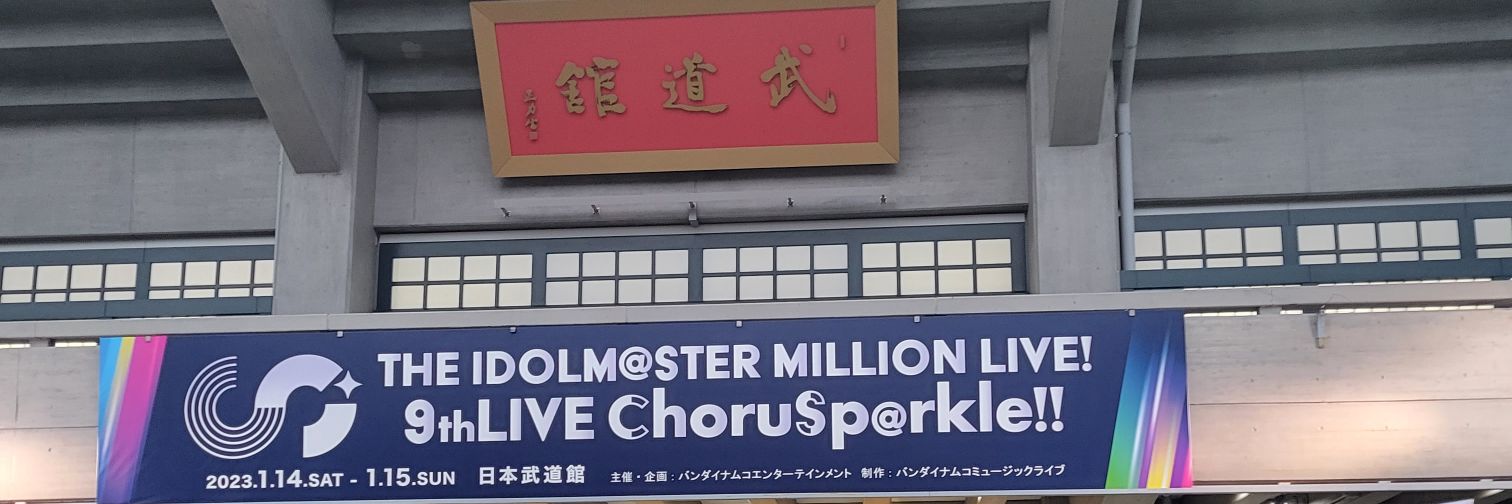 館道武
THE IDOLM@STER MILLION LIVE!
9thLIVE ChoruSp@rkle!!
2023.1.14.SAT - 1.15.SUN 日本武道館 主催・企画：バンダイナムコエンターテインメント 制作：バンダイナムコミュージックライブ